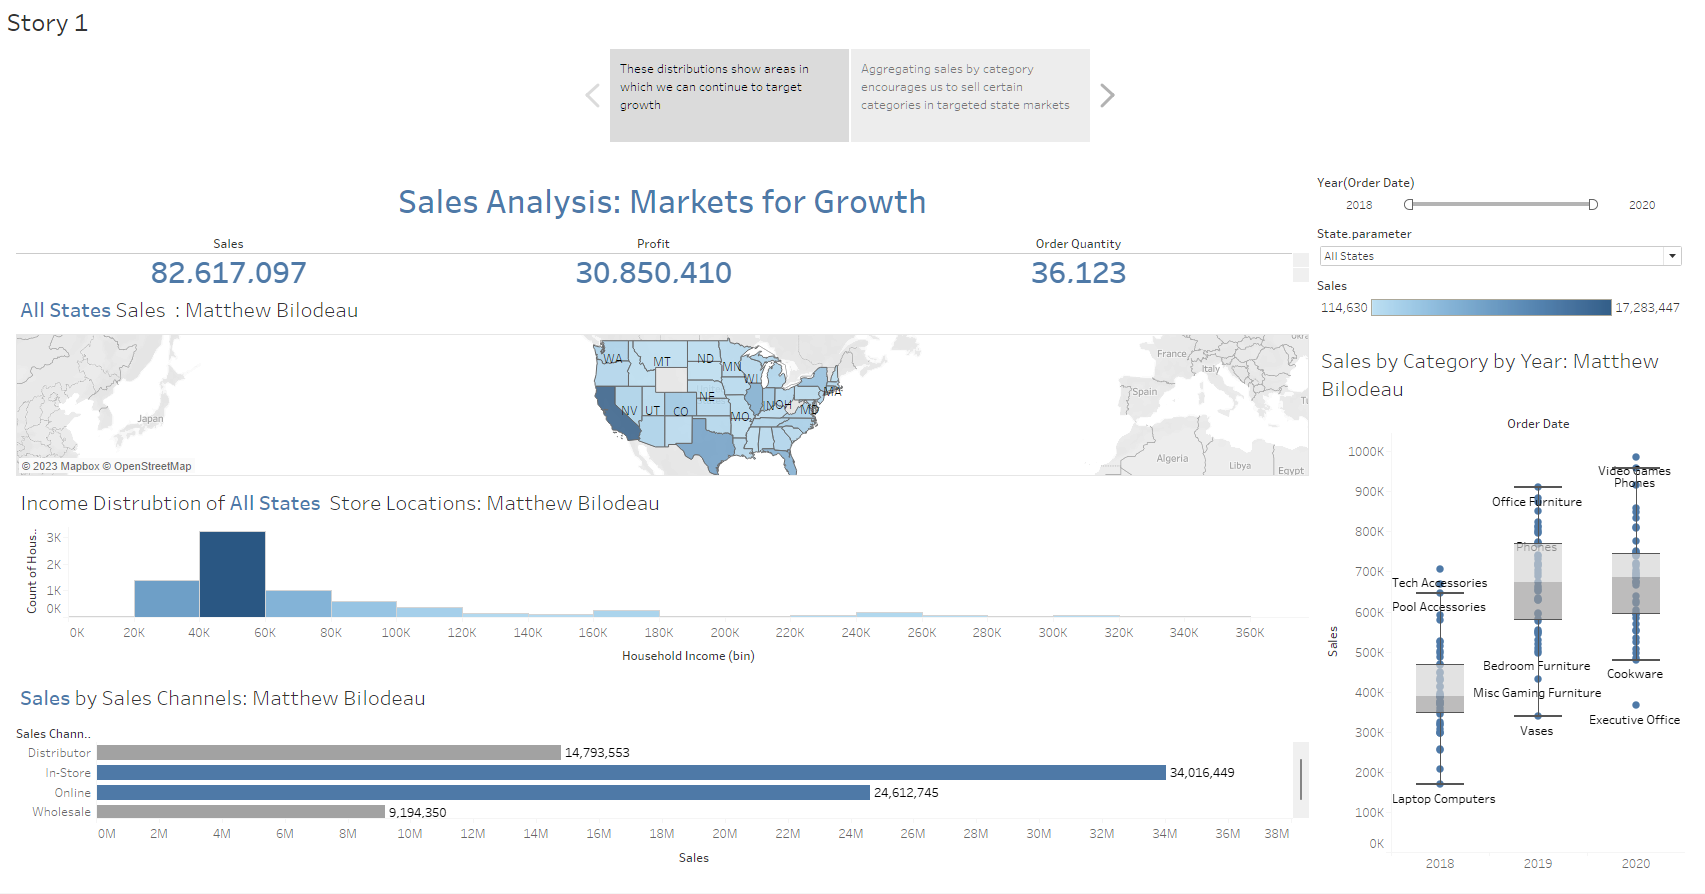 Story 1
These distributions show areas in
which we can continue to target
growth
Aggregating sales by category
encourages us to sell certain
categories in targeted state markets
Sales Analysis: Markets for Growth
Sales
Profit
Order Quantity
82,617,097
30,850,410
36,123
All States Sales : Matthew Bilodeau
WA
MT
ND
MN
WI
NV
UT
CO
NE
MO
OH
MD
MA
Japan
France
Italy
Spain
Algeria
Libya
Egypt
© 2023 Mapbox © OpenStreetMap
Income Distrubtion of All States Store Locations: Matthew Bilodeau
Count of Hous..
3K
2K
1K
0K
0K 20K 40K 60K 80K 100K 120K 140K 160K 180K 200K 220K 240K 260K 280K 300K 320K 340K 360K
Household Income (bin)
Sales by Sales Channels: Matthew Bilodeau
Sales Chann..
Distributor 14,793,553
In-Store 34,016,449
Online 24,612,745
Wholesale 9,194,350
0M 2M 4M 6M 8M 10M 12M 14M 16M 18M 20M 22M 24M 26M 28M 30M 32M 34M 36M 38M
Sales
Year(Order Date)
2018 2020
State.parameter
All States
Sales
114,630 17,283,447
Sales by Category by Year: Matthew
Bilodeau
Order Date
Sales
1000K
900K
800K
700K
600K
500K
400K
300K
200K
100K
0K
Tech Accessories
Pool Accessories
Laptop Computers
Office Furniture
Phones
Bedroom Furniture
Misc Gaming Furniture
Vases
Video Games
Phones
Cookware
Executive Office
2018 2019 2020